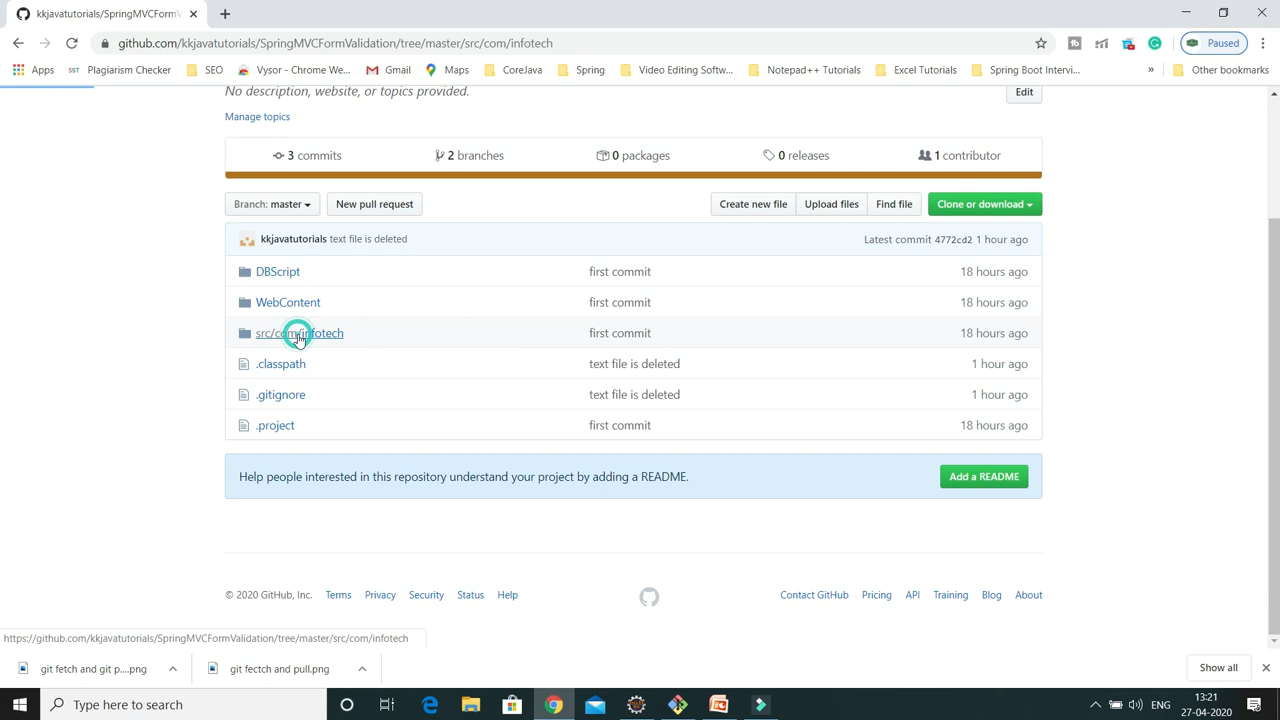 kkjavatutorials/SpringMVCFormV
github.com/kkjavatutorials/SpringMVCFormValidation/tree/master/src/com/infotech
Paused
Apps
SST Plagiarism Checker
SEO
Vysor - Chrome We...
Gmail
Maps
CoreJava
Spring
Video Editing Softw...
Notepad++ Tutorials
Excel Tutorials
Spring Boot Intervi...
»
Other bookmarks
No description, website, or topics provided.
Edit
Manage topics
3 commits
2 branches
0 packages
0 releases
1 contributor
Branch: master
New pull request
Create new file
Upload files
Find file
Clone or download
kkjavatutorials text file is deleted
Latest commit 4772cd2 1 hour ago
DBScript first commit 18 hours ago
WebContent first commit 18 hours ago
src/com/infotech first commit 18 hours ago
.classpath text file is deleted 1 hour ago
.gitignore text file is deleted 1 hour ago
.project first commit 18 hours ago
Help people interested in this repository understand your project by adding a README.
Add a README
© 2020 GitHub, Inc.
Terms
Privacy
Security
Status
Help
Contact GitHub
Pricing
API
Training
Blog
About
https://github.com/kkjavatutorials/SpringMVCFormValidation/tree/master/src/com/infotech
git fetch and git p....png
git fectch and pull.png
Show all
Type here to search
ENG
13:21
27-04-2020